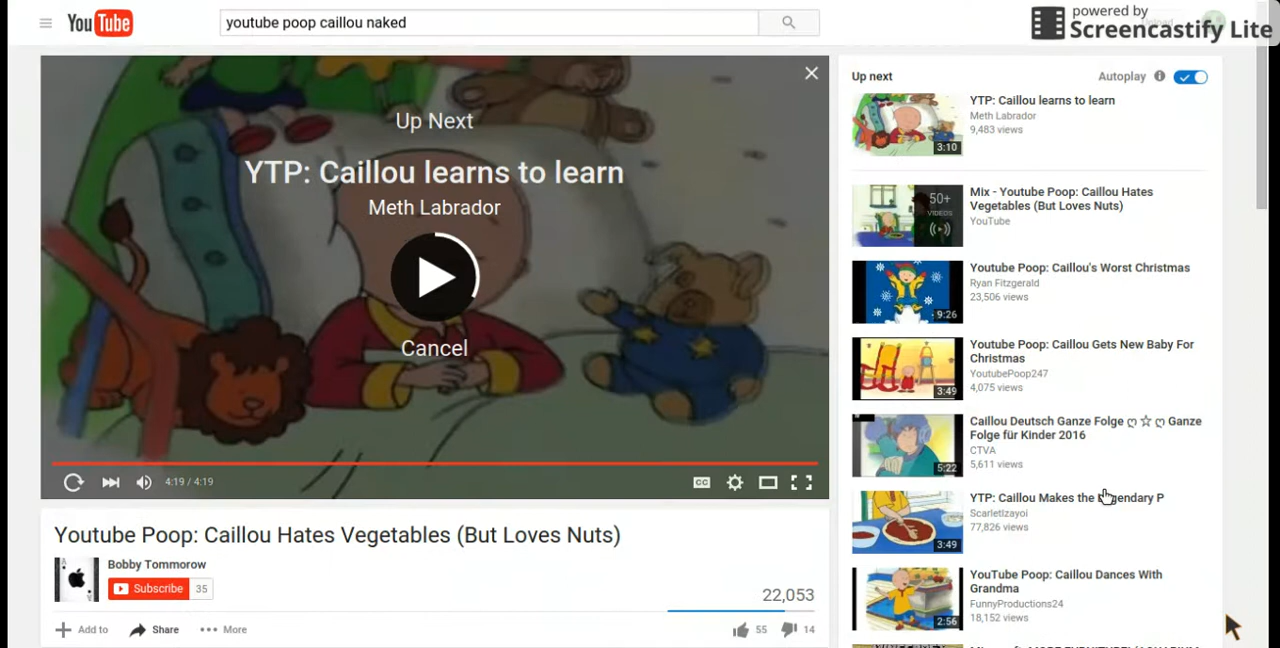 YouTube
youtube poop caillou naked
powered by
Screencastify Lite
Up Next
YTP: Caillou learns to learn
Meth Labrador
Cancel
4:19 / 4:19
CC
Youtube Poop: Caillou Hates Vegetables (But Loves Nuts)
Bobby Tommorow
Subscribe 35
22,053
Add to Share More
55 14
Up next Autoplay
YTP: Caillou learns to learn
Meth Labrador
9,483 views
3:10
Mix - Youtube Poop: Caillou Hates
Vegetables (But Loves Nuts)
YouTube
50+
VIDEOS
Youtube Poop: Caillou's Worst Christmas
Ryan Fitzgerald
23,506 views
9:26
Youtube Poop: Caillou Gets New Baby For
Christmas
YoutubePoop247
4,075 views
3:49
Caillou Deutsch Ganze Folge ღ ☆ ღ Ganze
Folge für Kinder 2016
CTVA
5,611 views
5:22
YTP: Caillou Makes the Legendary P
ScarletIzayoi
77,826 views
3:49
YouTube Poop: Caillou Dances With
Grandma
FunnyProductions24
18,152 views
2:56